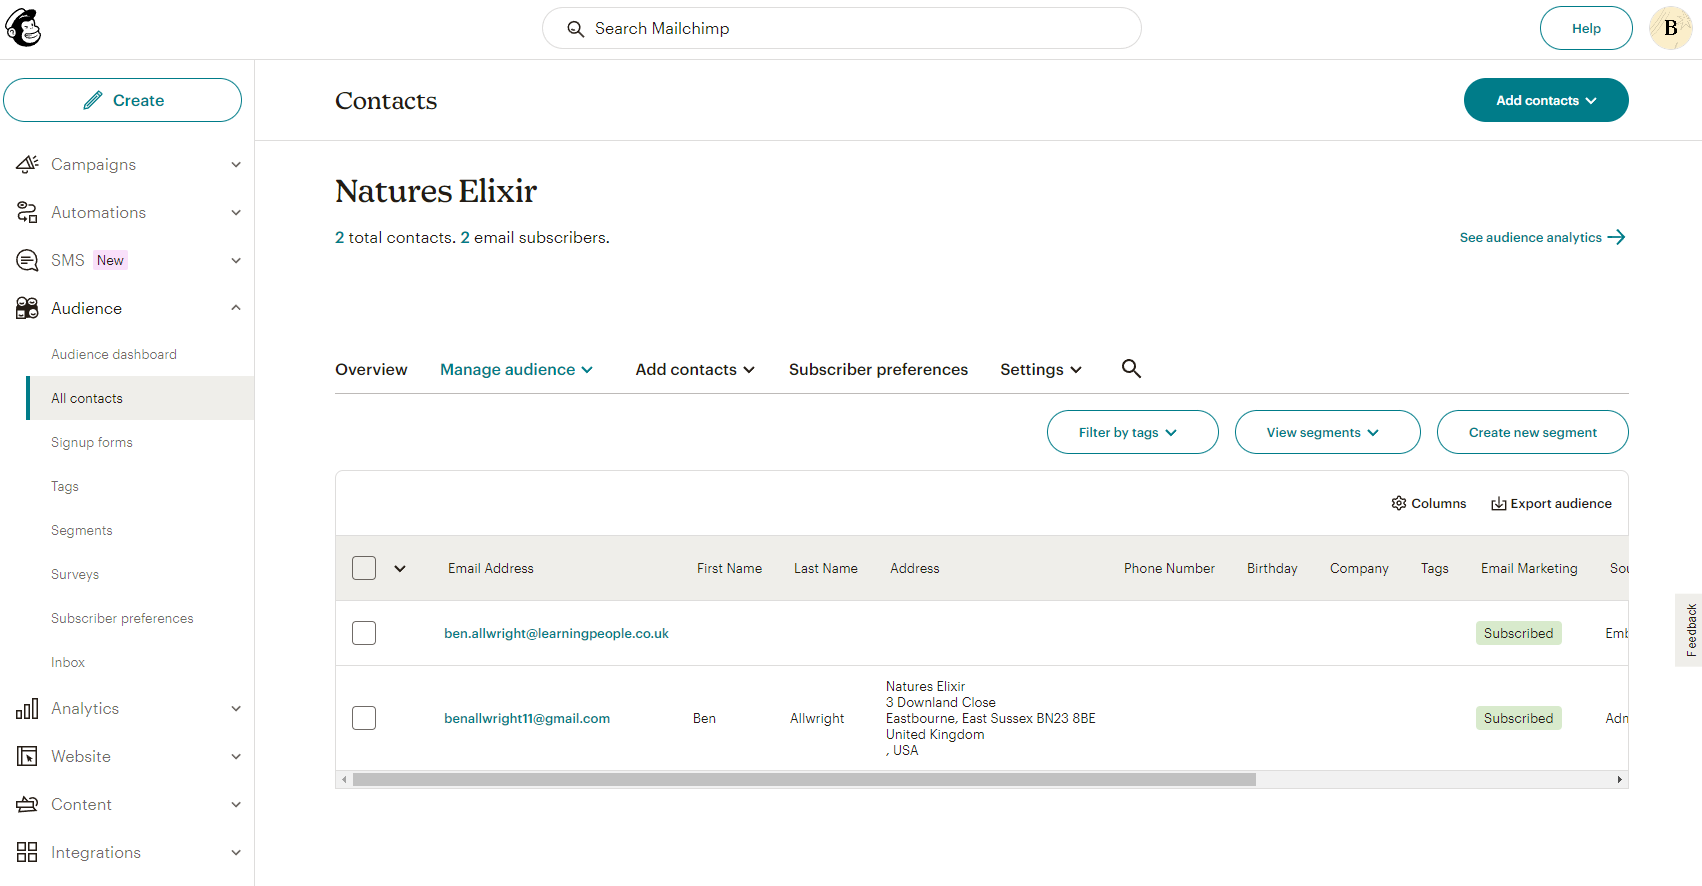 Search Mailchimp
Help
B
Create
Contacts
Add contacts
Campaigns
Automations
SMS New
Audience
Audience dashboard
All contacts
Signup forms
Tags
Segments
Surveys
Subscriber preferences
Inbox
Analytics
Website
Content
Integrations
Natures Elixir
2 total contacts. 2 email subscribers.
See audience analytics
Overview Manage audience Add contacts Subscriber preferences Settings
Filter by tags View segments Create new segment
Columns Export audience
Email Address First Name Last Name Address Phone Number Birthday Company Tags Email Marketing Sou
ben.allwright@learningpeople.co.uk Subscribed Emb
benallwright11@gmail.com Ben Allwright
Natures Elixir
3 Downland Close
Eastbourne, East Sussex BN23 8BE
United Kingdom
, USA
Subscribed Adm
Feedback